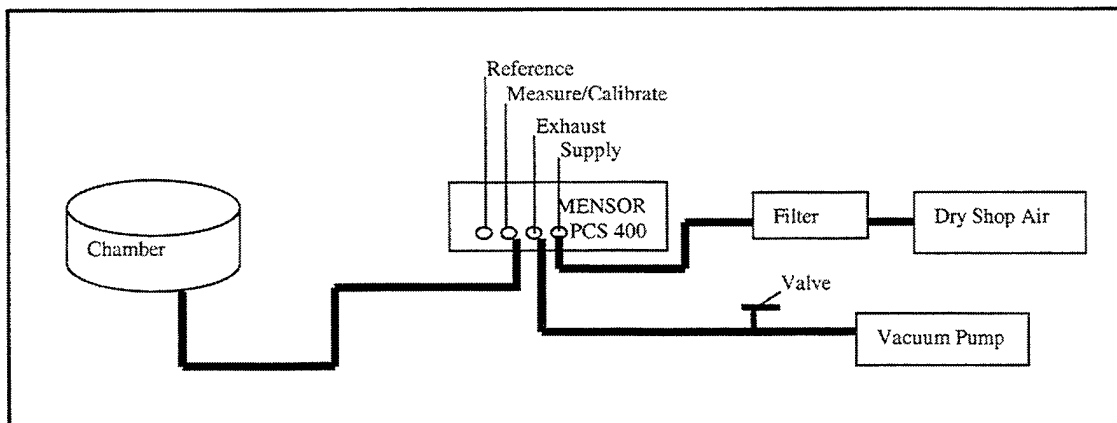 Reference
Measure/Calibrate
Exhaust
Supply
MENSOR
PCS 400
Chamber
Filter
Dry Shop Air
Valve
Vacuum Pump